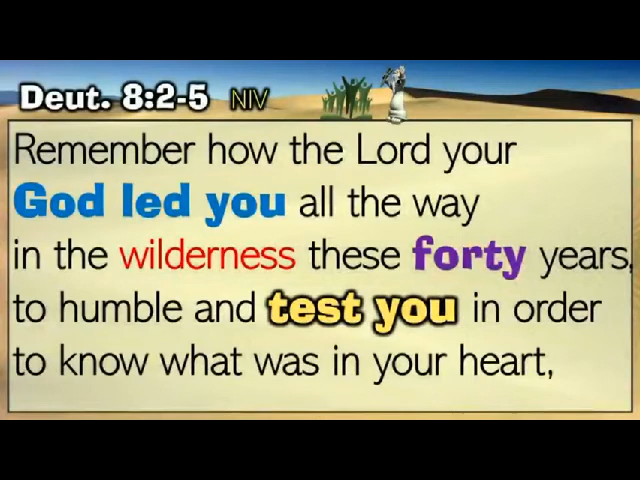 Deut. 8:2-5 NIV
Remember how the Lord your
God led you all the way
in the wilderness these forty years,
to humble and test you in order
to know what was in your heart,